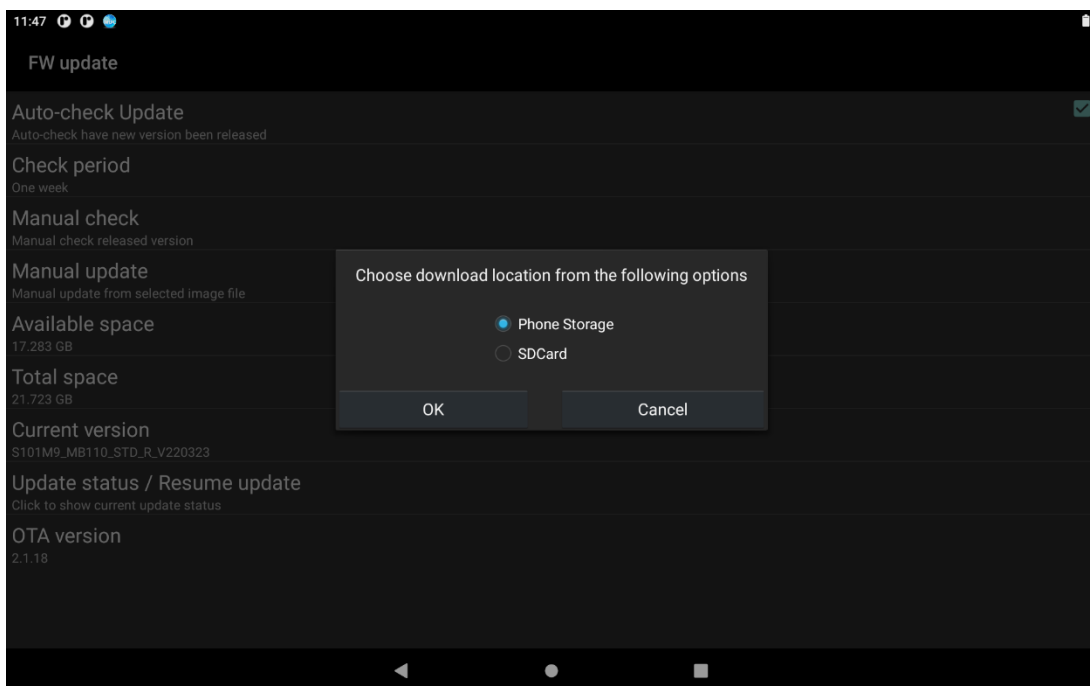 11:47
FW update
Auto-check Update
Auto-check have new version been released
Check period
One week
Manual check
Manual check released version
Manual update
Manual update from selected image file
Available space
17.283 GB
Total space
21.723 GB
Current version
S101M9_MB110_STD_R_V220323
Update status / Resume update
Click to show current update status
OTA version
2.1.18
Choose download location from the following options
Phone Storage
SDCard
OK
Cancel